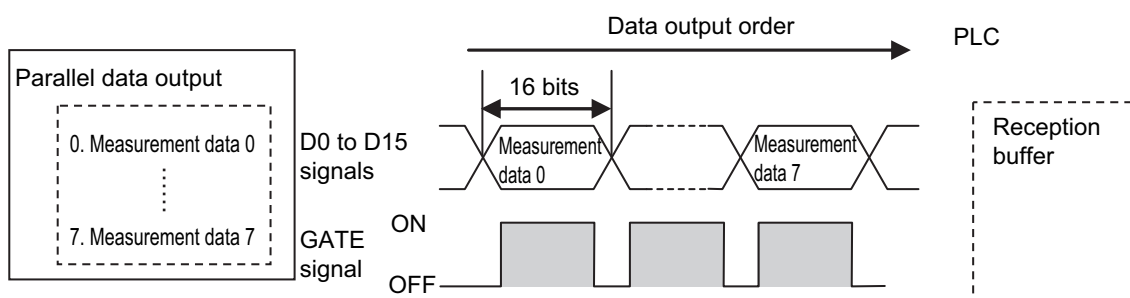 Data output order
PLC
Parallel data output
16 bits
0. Measurement data 0
D0 to D15
signals
Measurement
data 0
Measurement
data 7
Reception
buffer
7. Measurement data 7
GATE
signal
ON
OFF